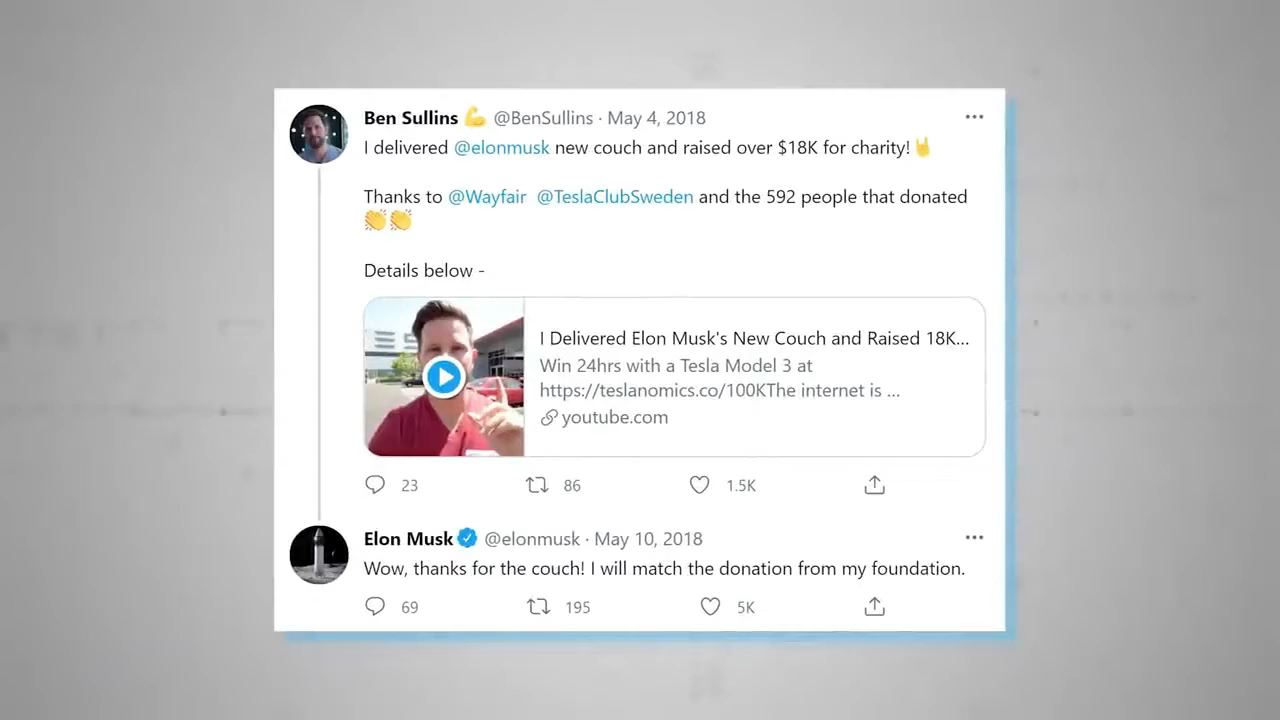 Ben Sullins 💪 @BenSullins · May 4, 2018
I delivered @elonmusk new couch and raised over $18K for charity!🤘
Thanks to @Wayfair @TeslaClubSweden and the 592 people that donated
👏👏
Details below -
I Delivered Elon Musk's New Couch and Raised 18K...
Win 24hrs with a Tesla Model 3 at
https://teslanomics.co/100KThe internet is ...
youtube.com
23 86 1.5K
Elon Musk @elonmusk · May 10, 2018
Wow, thanks for the couch! I will match the donation from my foundation.
69 195 5K